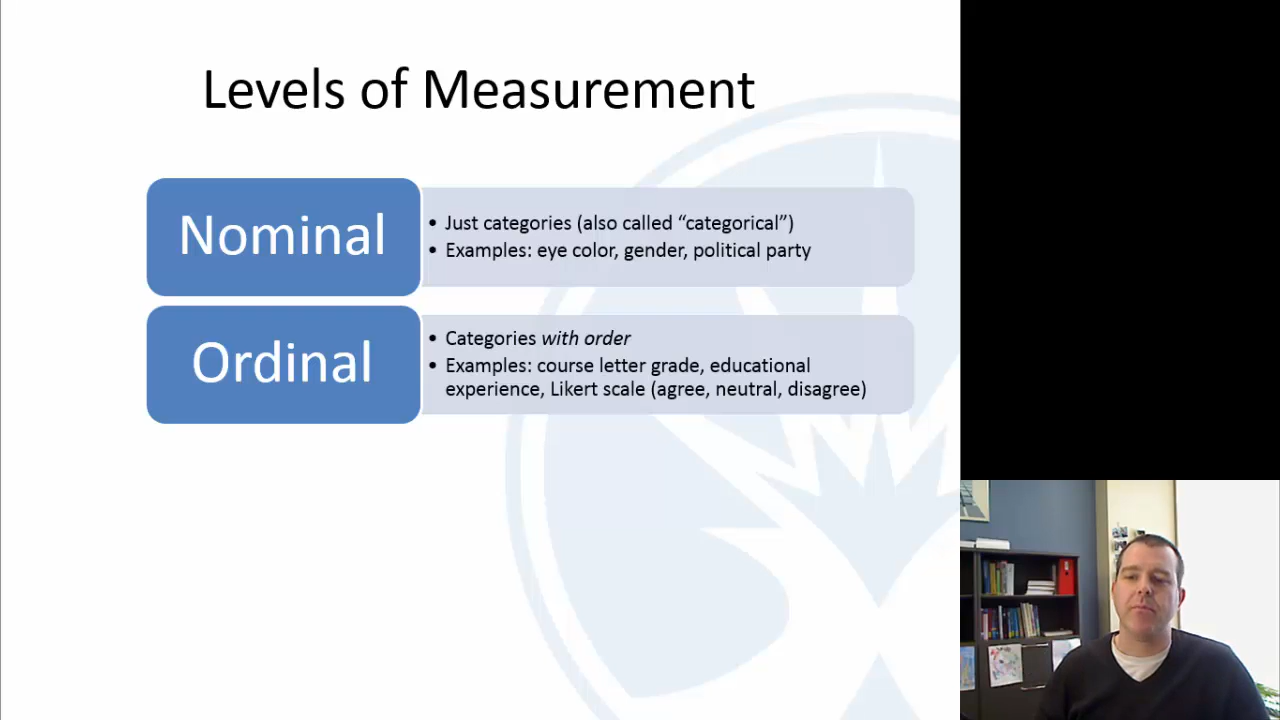 Levels of Measurement
Nominal
• Just categories (also called “categorical”)
• Examples: eye color, gender, political party
Ordinal
• Categories with order
• Examples: course letter grade, educational
experience, Likert scale (agree, neutral, disagree)